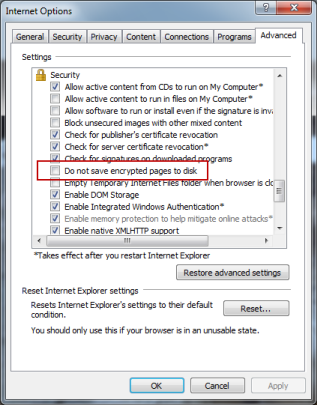 Internet Options
General Security Privacy Content Connections Programs Advanced
Settings
Security
Allow active content from CDs to run on My Computer*
Allow active content to run in files on My Computer*
Allow software to run or install even if the signature is inva
Block unsecured images with other mixed content
Check for publisher's certificate revocation
Check for server certificate revocation*
Check for signatures on downloaded programs
Do not save encrypted pages to disk
Empty Temporary Internet Files folder when browser is do
Enable DOM Storage
Enable Integrated Windows Authentication*
Enable memory protection to help mitigate online attacks*
Enable native XMLHTTP support
*Takes effect after you restart Internet Explorer
Restore advanced settings
Reset Internet Explorer settings
Resets Internet Explorer's settings to their default
condition.
Reset...
You should only use this if your browser is in an unusable state.
OK Cancel Apply